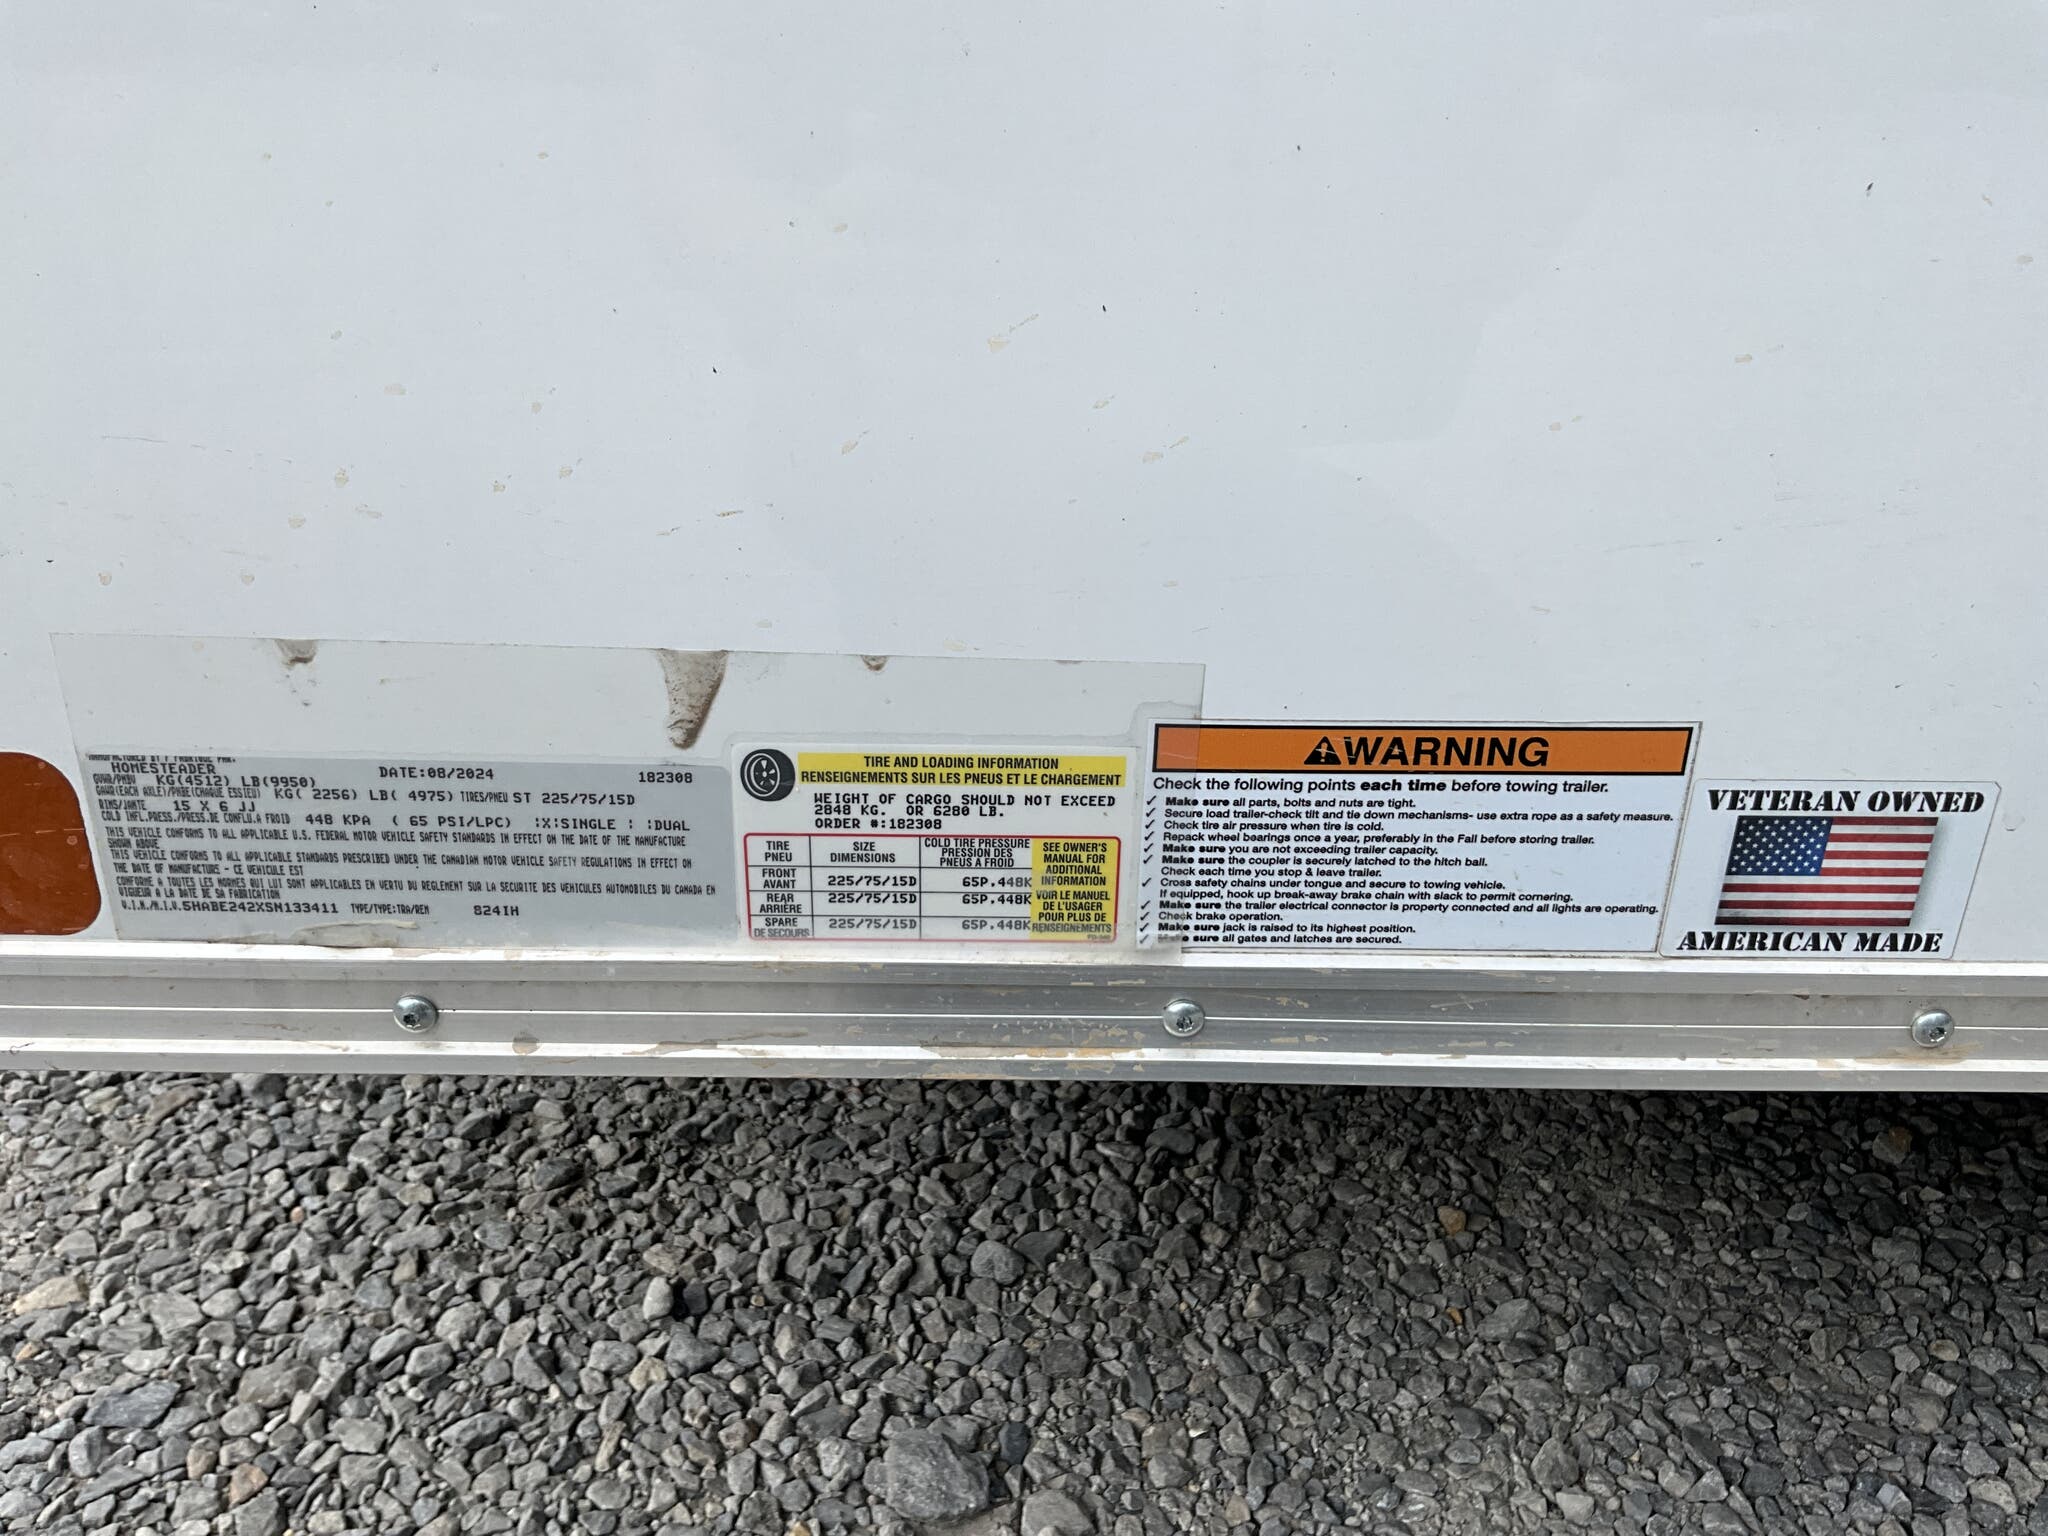 MANUFACTURED BY / FABRIQUE PAR:
HOMESTEADER DATE:08/2024 182308
GVWR/PNBV KG(4512) LB(9950)
GAWR(EACH AXLE)/PNBE(CHAQUE ESSIEU) KG( 2256) LB( 4975) TIRES/PNEU ST 225/75/15D
RIMS/JANTE 15 X 6 JJ
COLD INFL.PRESS./PRESS.DE GONFL.A FROID 448 KPA ( 65 PSI/LPC) :X:SINGLE : :DUAL
THIS VEHICLE CONFORMS TO ALL APPLICABLE U.S. FEDERAL MOTOR VEHICLE SAFETY STANDARDS IN EFFECT ON THE DATE OF THE MANUFACTURE
SHOWN ABOVE.
THIS VEHICLE CONFORMS TO ALL APPLICABLE STANDARDS PRESCRIBED UNDER THE CANADIAN MOTOR VEHICLE SAFETY REGULATIONS IN EFFECT ON
THE DATE OF MANUFACTURE - CE VEHICULE EST
CONFORME A TOUTES LES NORMES QUI LUI SONT APPLICABLES EN VERTU DU REGLEMENT SUR LA SECURITE DES VEHICULES AUTOMOBILES DU CANADA EN
VIGUEUR A LA DATE DE SA FABRICATION
V.I.N./N.I.V.5HABE242XSN133411 TYPE/TYPE:TRA/REM 824IH
TIRE AND LOADING INFORMATION
RENSEIGNEMENTS SUR LES PNEUS ET LE CHARGEMENT
WEIGHT OF CARGO SHOULD NOT EXCEED
2848 KG. OR 6280 LB.
ORDER #:182308
TIRE
PNEU
SIZE
DIMENSIONS
COLD TIRE PRESSURE
PRESSION DES
PNEUS A FROID
FRONT
AVANT
225/75/15D 65P.448K
REAR
ARRIÈRE
225/75/15D 65P.448K
SPARE
DE SECOURS
225/75/15D 65P.448K
SEE OWNER'S
MANUAL FOR
ADDITIONAL
INFORMATION
VOIR LE MANUEL
DE L'USAGER
POUR PLUS DE
RENSEIGNEMENTS
WARNING
Check the following points each time before towing trailer.
✓ Make sure all parts, bolts and nuts are tight.
✓ Secure load trailer-check tilt and tie down mechanisms- use extra rope as a safety measure.
✓ Check tire air pressure when tire is cold.
✓ Repack wheel bearings once a year, preferably in the Fall before storing trailer.
✓ Make sure you are not exceeding trailer capacity.
✓ Make sure the coupler is securely latched to the hitch ball.
Check each time you stop & leave trailer.
✓ Cross safety chains under tongue and secure to towing vehicle.
If equipped, hook up break-away brake chain with slack to permit cornering.
✓ Make sure the trailer electrical connector is properly connected and all lights are operating.
✓ Check brake operation.
✓ Make sure jack is raised to its highest position.
✓ Make sure all gates and latches are secured.
VETERAN OWNED
AMERICAN MADE